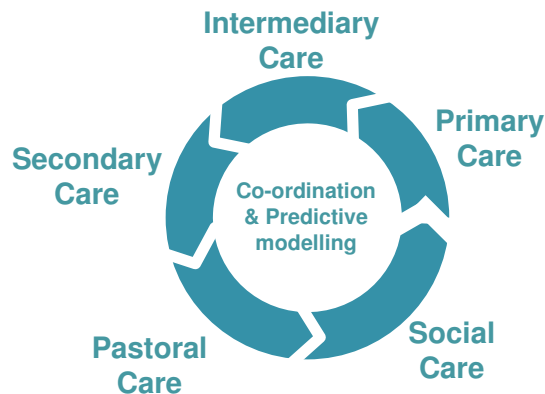 Intermediary
Care
Primary
Care
Secondary
Care
Co-ordination
& Predictive
modelling
Social
Care
Pastoral
Care